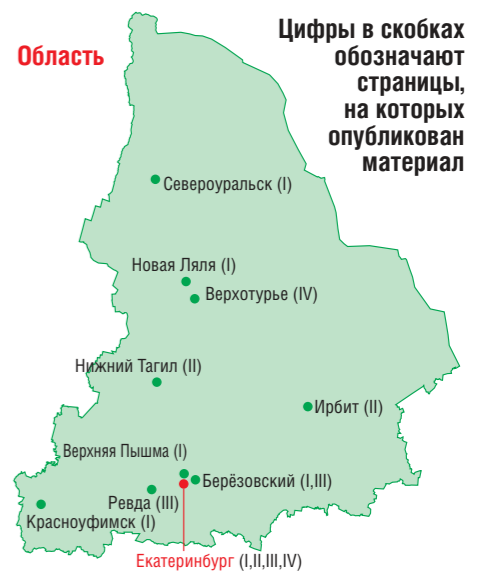 Область
Цифры в скобках
обозначают
страницы,
на которых
опубликован
материал
Североуральск (I)
Новая Ляля (I)
Верхотурье (IV)
Нижний Тагил (II)
Ирбит (II)
Верхняя Пышма (I)
Берёзовский (I,III)
Ревда (III)
Красноуфимск (I)
Екатеринбург (I,II,III,IV)